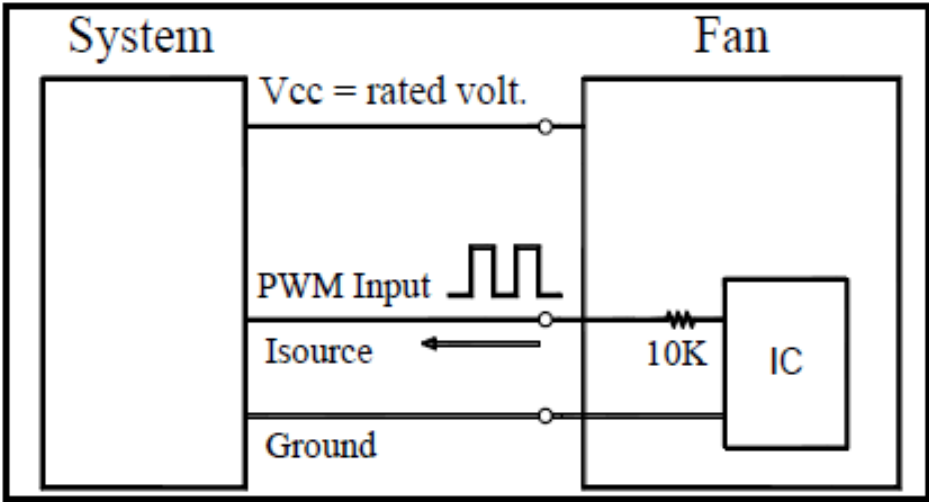 System
Fan
Vcc = rated volt.
PWM Input
Isource
10K
IC
Ground